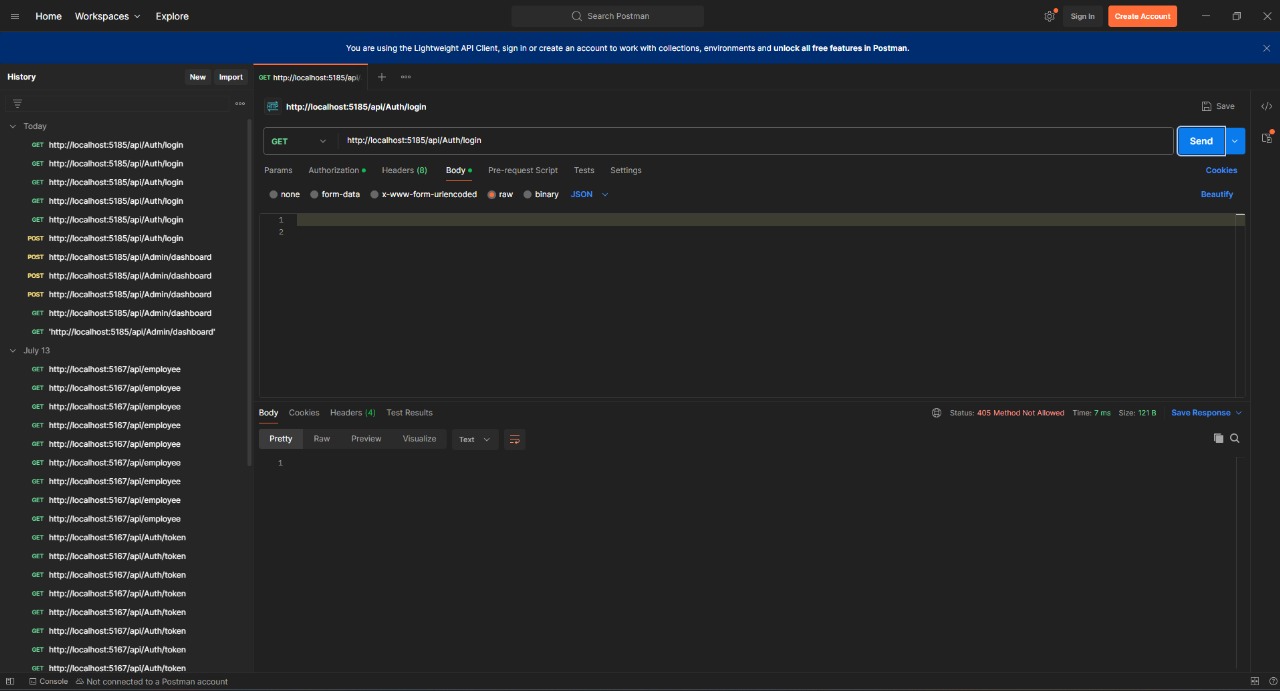 Home Workspaces Explore Search Postman Sign In Create Account
You are using the Lightweight API Client, sign in or create an account to work with collections, environments and unlock all free features in Postman.
History New Import GET http://localhost:5185/api/
http://localhost:5185/api/Auth/login Save
Today
GET http://localhost:5185/api/Auth/login
GET http://localhost:5185/api/Auth/login
GET http://localhost:5185/api/Auth/login
GET http://localhost:5185/api/Auth/login
GET http://localhost:5185/api/Auth/login
POST http://localhost:5185/api/Auth/login
POST http://localhost:5185/api/Admin/dashboard
POST http://localhost:5185/api/Admin/dashboard
POST http://localhost:5185/api/Admin/dashboard
GET http://localhost:5185/api/Admin/dashboard
GET 'http://localhost:5185/api/Admin/dashboard'
July 13
GET http://localhost:5167/api/employee
GET http://localhost:5167/api/employee
GET http://localhost:5167/api/employee
GET http://localhost:5167/api/employee
GET http://localhost:5167/api/employee
GET http://localhost:5167/api/employee
GET http://localhost:5167/api/employee
GET http://localhost:5167/api/employee
GET http://localhost:5167/api/employee
GET http://localhost:5167/api/Auth/token
GET http://localhost:5167/api/Auth/token
GET http://localhost:5167/api/Auth/token
GET http://localhost:5167/api/Auth/token
GET http://localhost:5167/api/Auth/token
GET http://localhost:5167/api/Auth/token
GET http://localhost:5167/api/Auth/token
GET http://localhost:5167/api/Auth/token
GET http://localhost:5185/api/Auth/login Send
Params Authorization Headers (8) Body Pre-request Script Tests Settings Cookies
none form-data x-www-form-urlencoded raw binary JSON Beautify
1
2
Body Cookies Headers (4) Test Results Status: 405 Method Not Allowed Time: 7 ms Size: 121 B Save Response
Pretty Raw Preview Visualize Text
1
Console Not connected to a Postman account